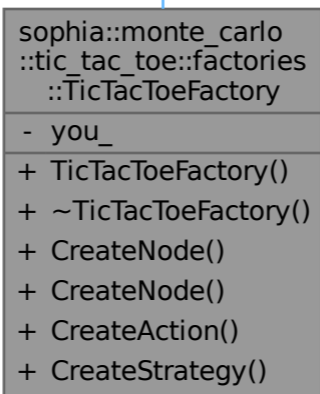 sophia::monte_carlo
::tic_tac_toe::factories
::TicTacToeFactory
- you_
+ TicTacToeFactory()
+ ~TicTacToeFactory()
+ CreateNode()
+ CreateNode()
+ CreateAction()
+ CreateStrategy()